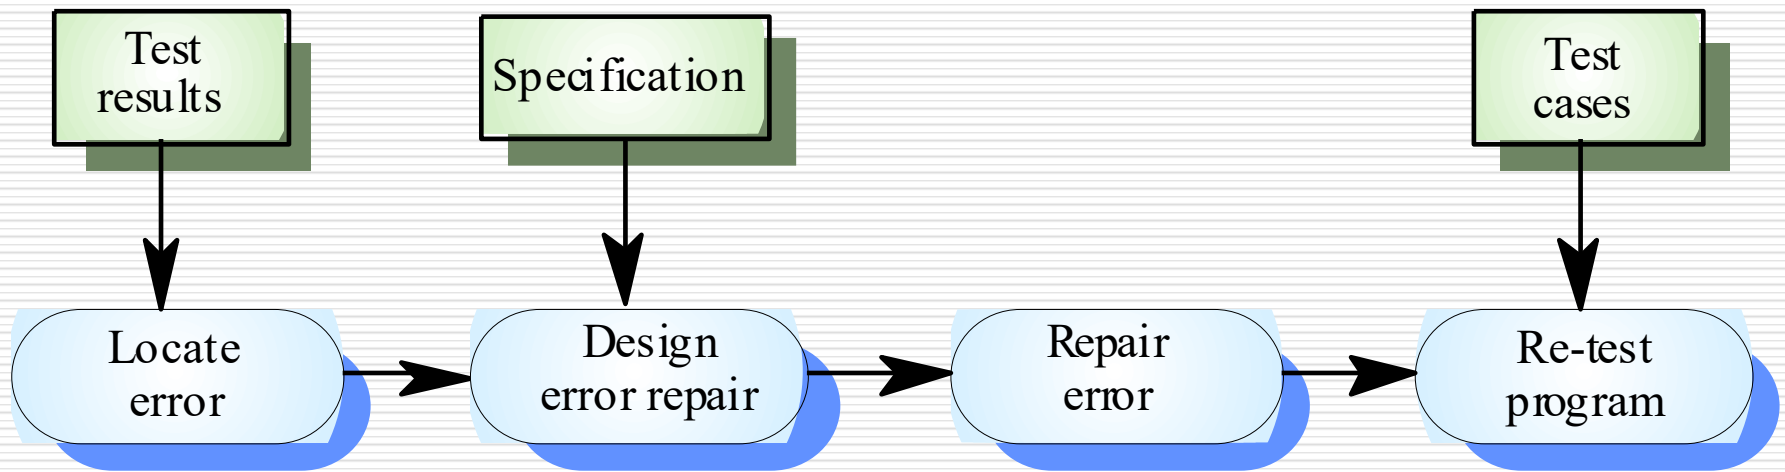 Test
results
Specification
Test
cases
Locate
error
Design
error repair
Repair
error
Re-test
program